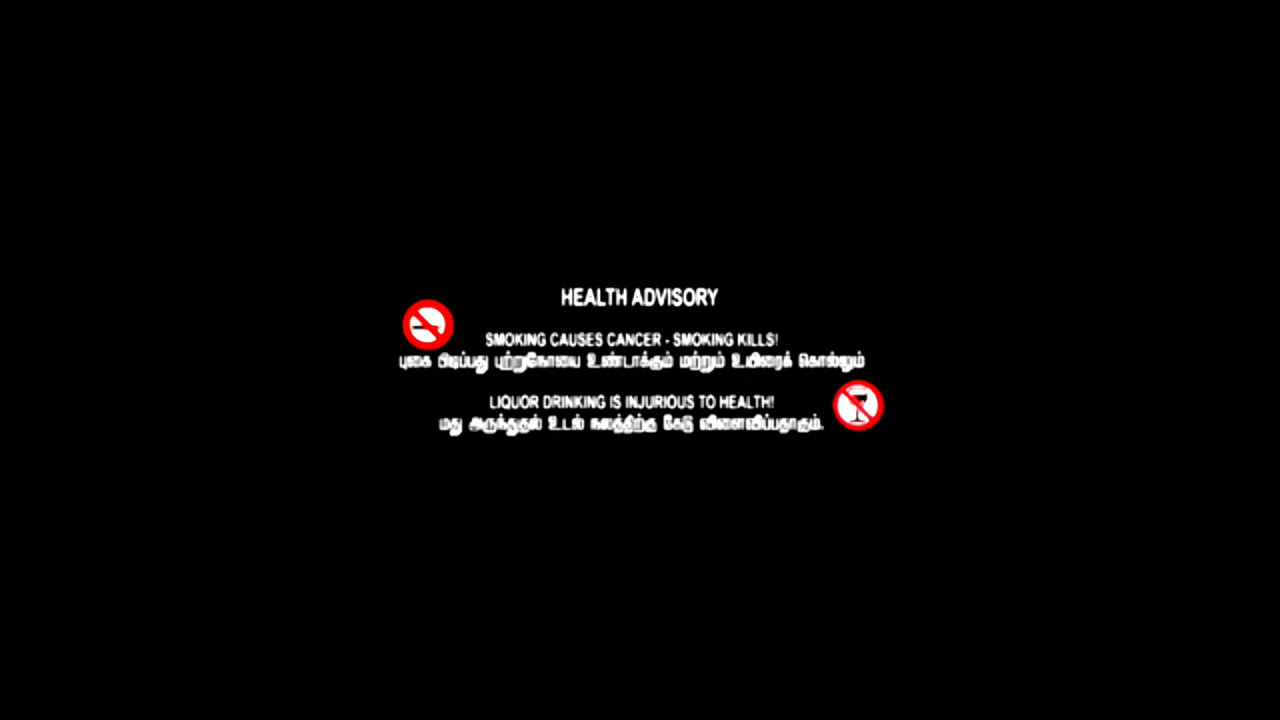 HEALTH ADVISORY
SMOKING CAUSES CANCER - SMOKING KILLS!
புகை பிடிப்பது புற்றுநோயை உண்டாக்கும் மற்றும் உயிரைக் கொல்லும்
LIQUOR DRINKING IS INJURIOUS TO HEALTH!
மது அருந்துதல் உடல் நலத்திற்கு கேடு விளைவிப்பதாகும்.